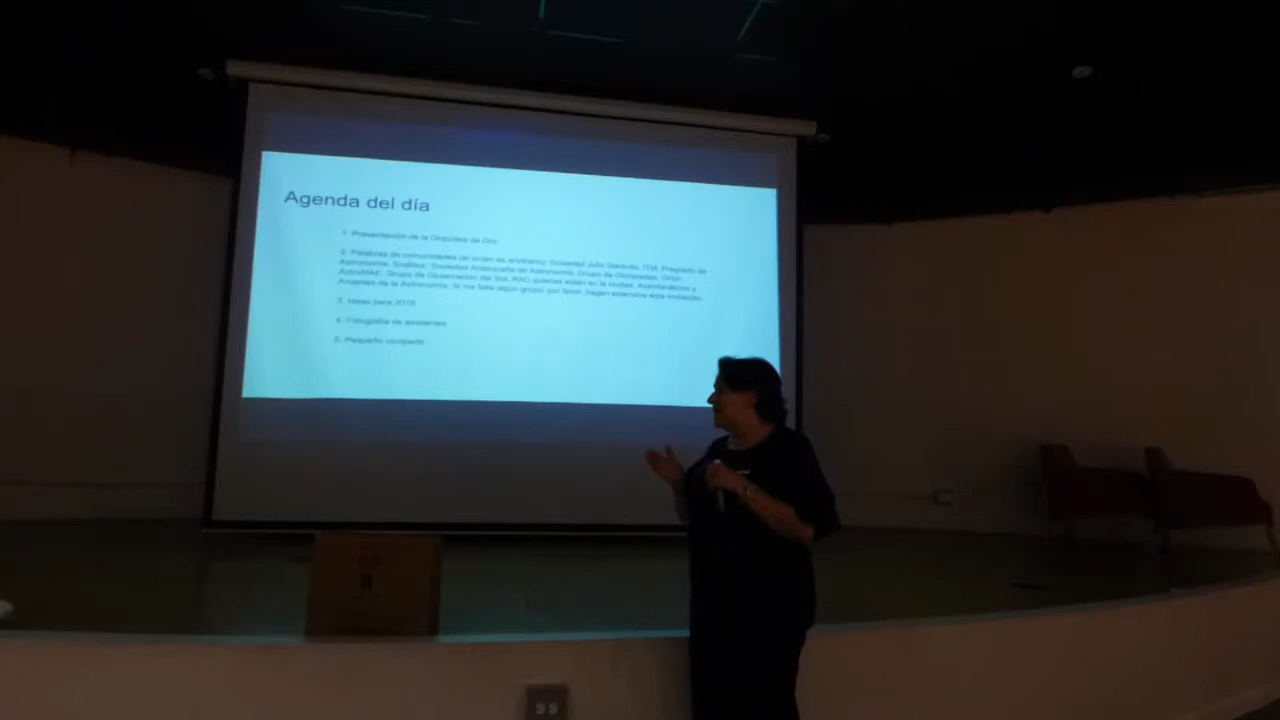 Agenda del día
1. Presentación de la Orquídea de Oro
2. Palabras de comunidades (el orden es arbitrario): Sociedad Julio Garavito, ITM, Pregrado de
Astronomía, Scalibur, Sociedad Antioqueña de Astronomía, Grupo de Olimpiadas, Orión,
AstroMAE, Grupo de Observación del Sur, RAC quienes estén en la ciudad, Astrofanáticos y
Amantes de la Astronomía. Si me falta algún grupo, por favor, hagan extensiva esta invitación.
3. Ideas para 2015
4. Fotografía de asistentes
5. Pequeño compartir